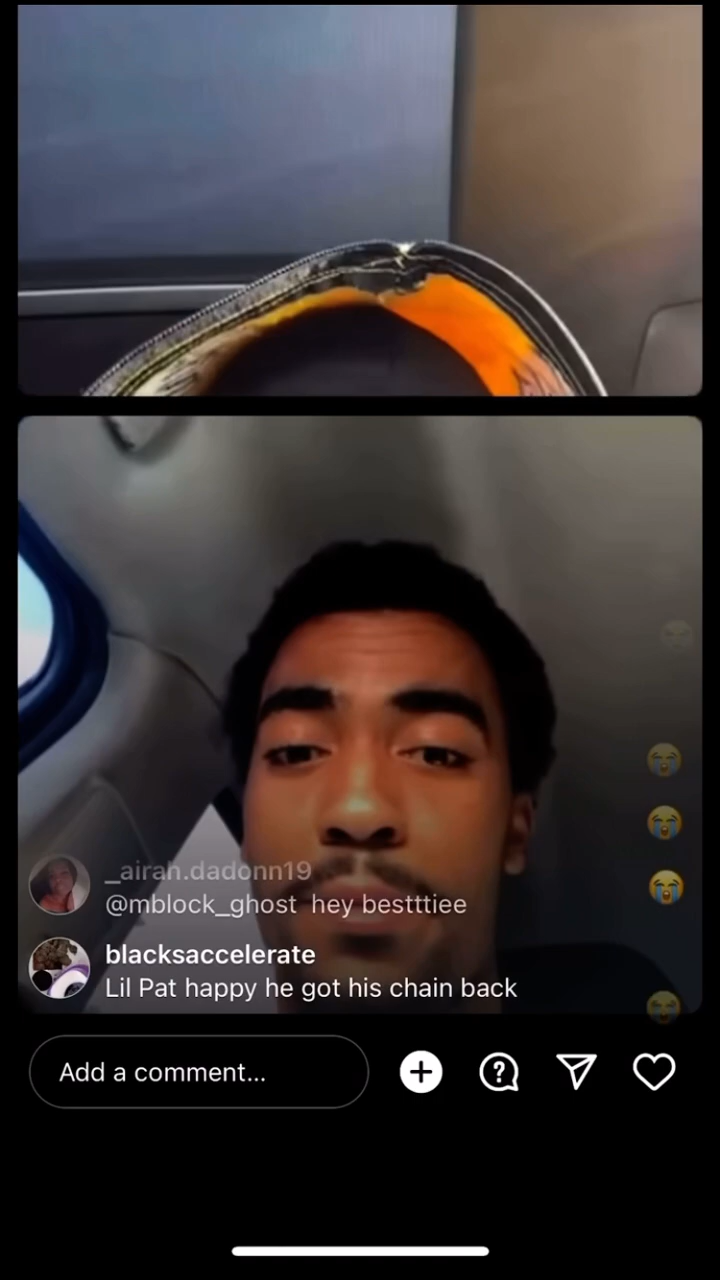 _airah.dadonn19
@mblock_ghost hey bestttiee
blacksaccelerate
Lil Pat happy he got his chain back
Add a comment...